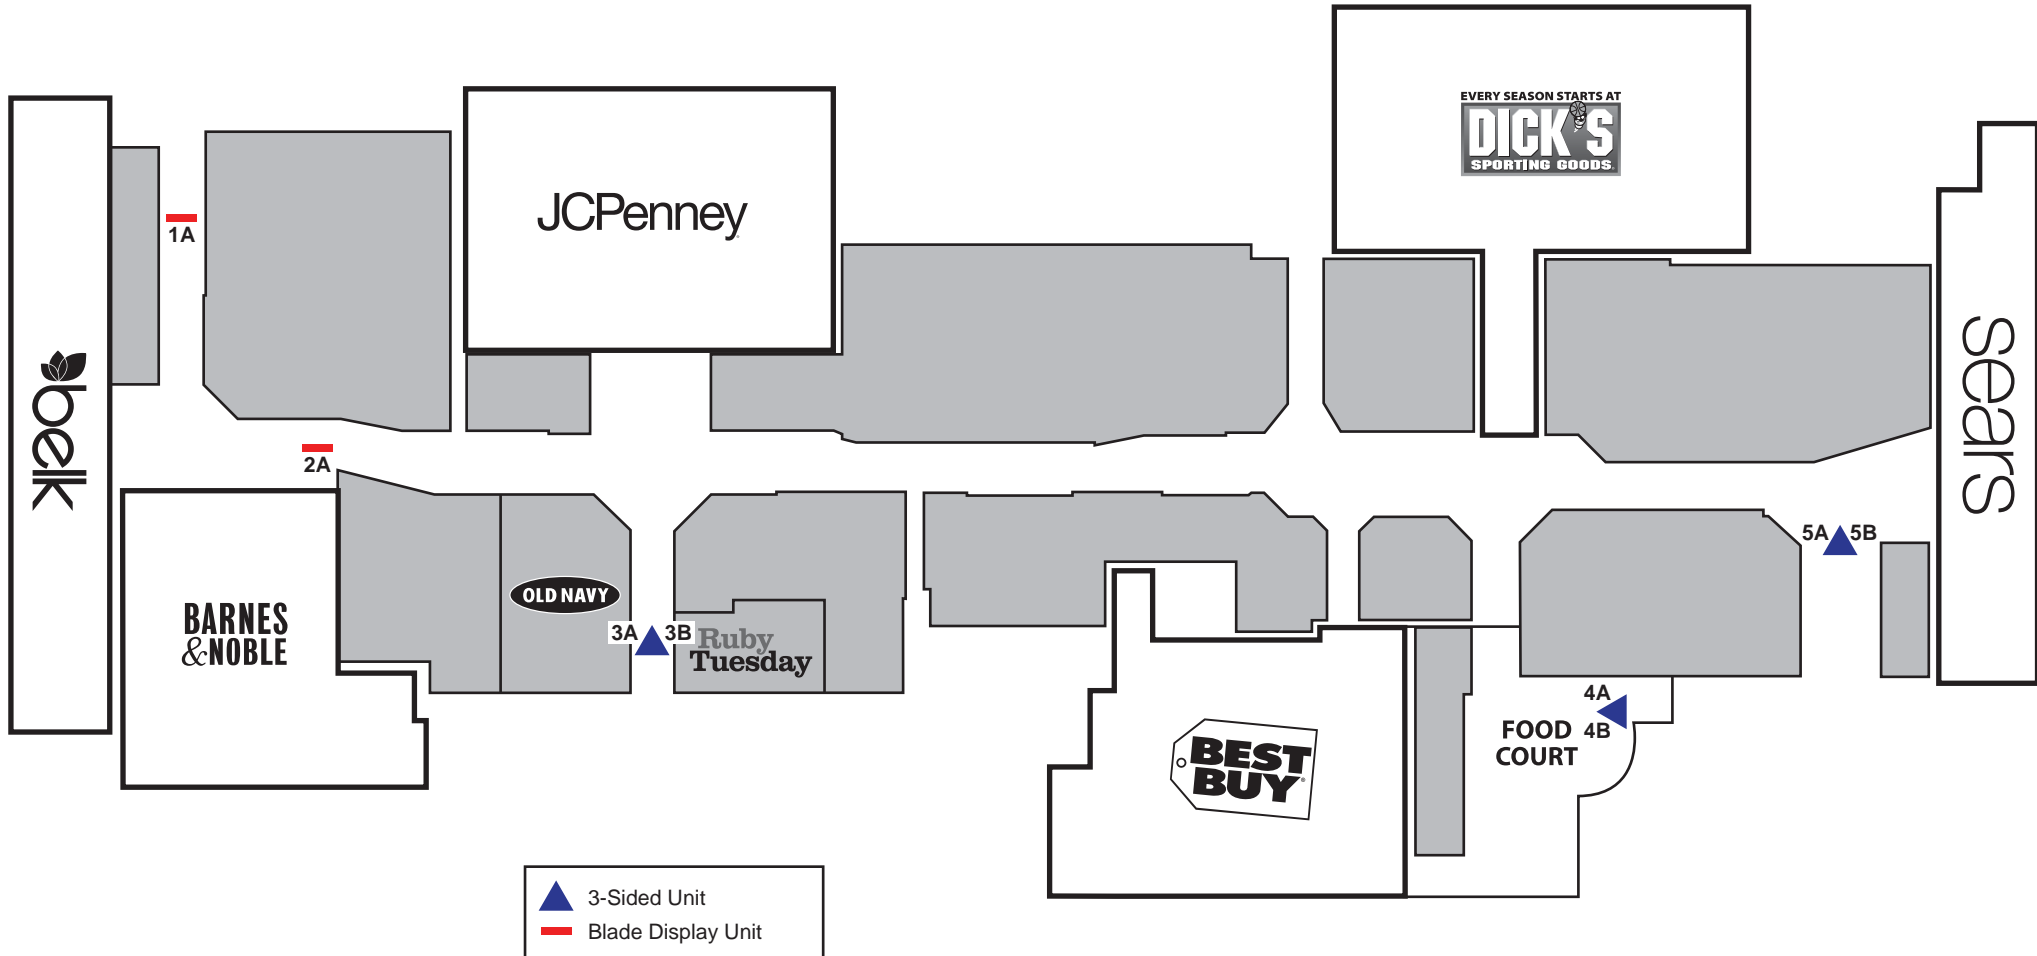 EVERY SEASON STARTS AT
DICK'S
SPORTING GOODS
JCPenney
1A
belk
sears
2A
BARNES
&NOBLE
OLD NAVY
3A 3B
Ruby
Tuesday
5A 5B
4A
4B
FOOD
COURT
BEST
BUY
3-Sided Unit
Blade Display Unit